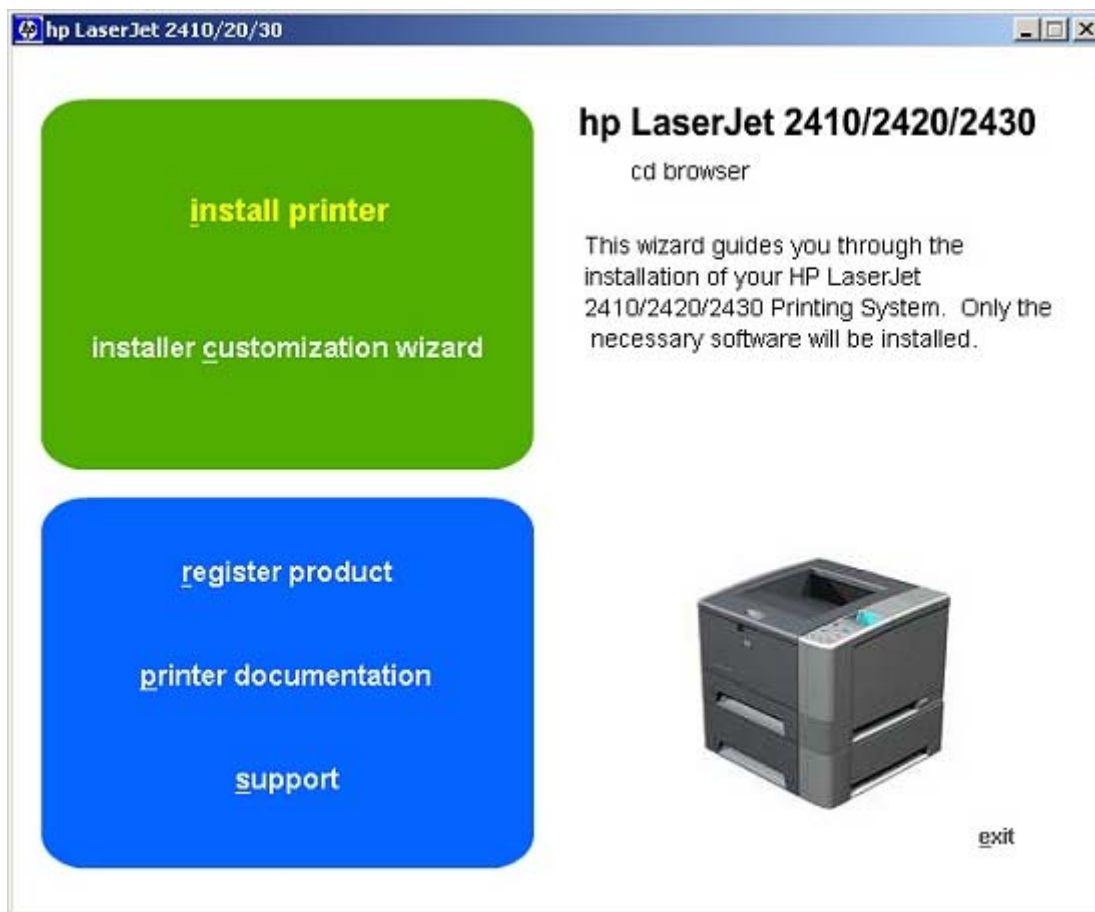 hp LaserJet 2410/20/30
install printer
installer customization wizard
register product
printer documentation
support
hp LaserJet 2410/2420/2430
cd browser
This wizard guides you through the
installation of your HP LaserJet
2410/2420/2430 Printing System.  Only the
necessary software will be installed.
exit